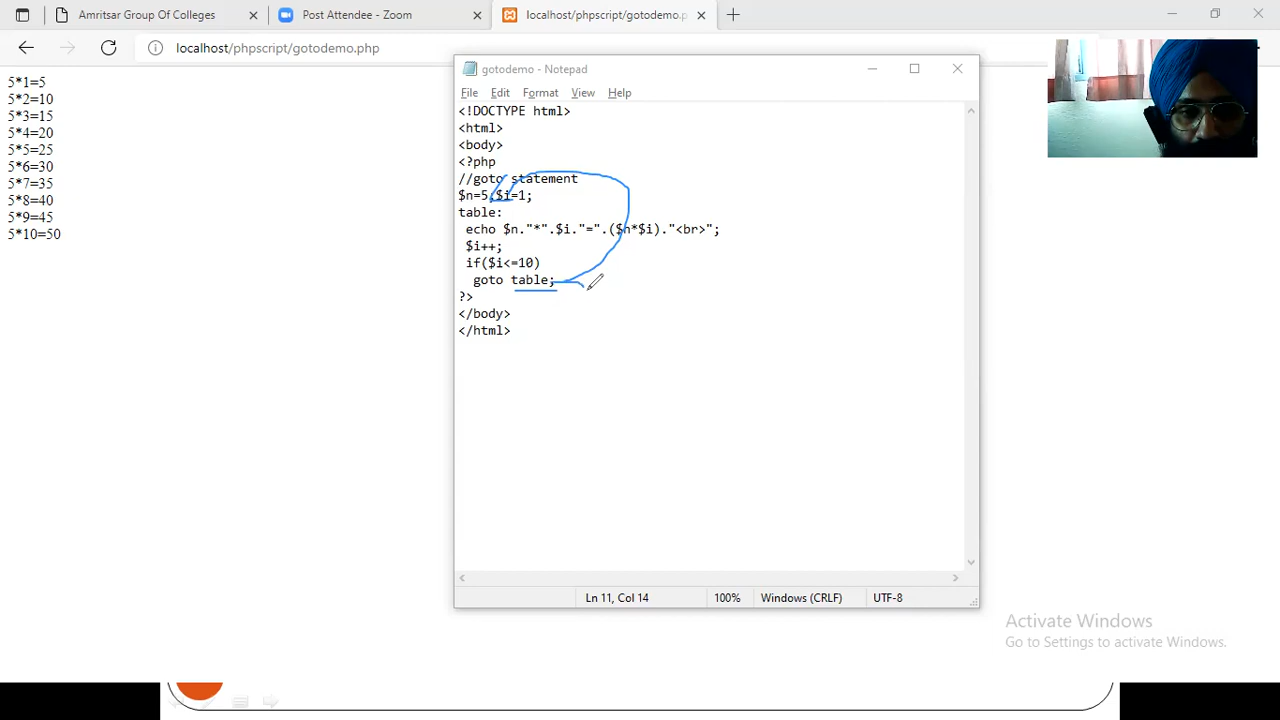 Amritsar Group Of Colleges
Post Attendee - Zoom
localhost/phpscript/gotodemo.p
localhost/phpscript/gotodemo.php
5*1=5
5*2=10
5*3=15
5*4=20
5*5=25
5*6=30
5*7=35
5*8=40
5*9=45
5*10=50
gotodemo - Notepad
File Edit Format View Help
<!DOCTYPE html>
<html>
<body>
<?php
//goto statement
$n=5;$i=1;
table:
echo $n."*".$i."=".($n*$i)."<br>";
$i++;
if($i<=10)
goto table;
?>
</body>
</html>
Ln 11, Col 14 100% Windows (CRLF) UTF-8
Activate Windows
Go to Settings to activate Windows.